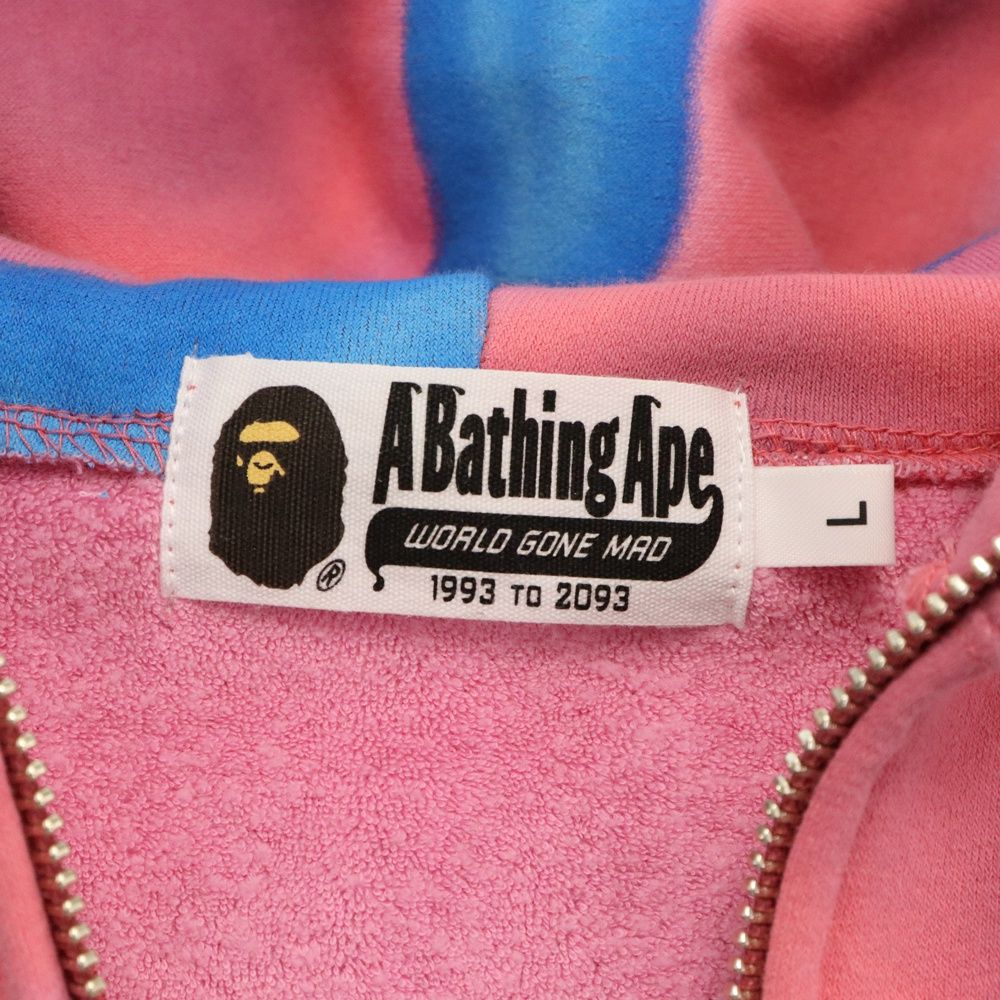 A Bathing Ape
WORLD GONE MAD
1993 TO 2093
®
L